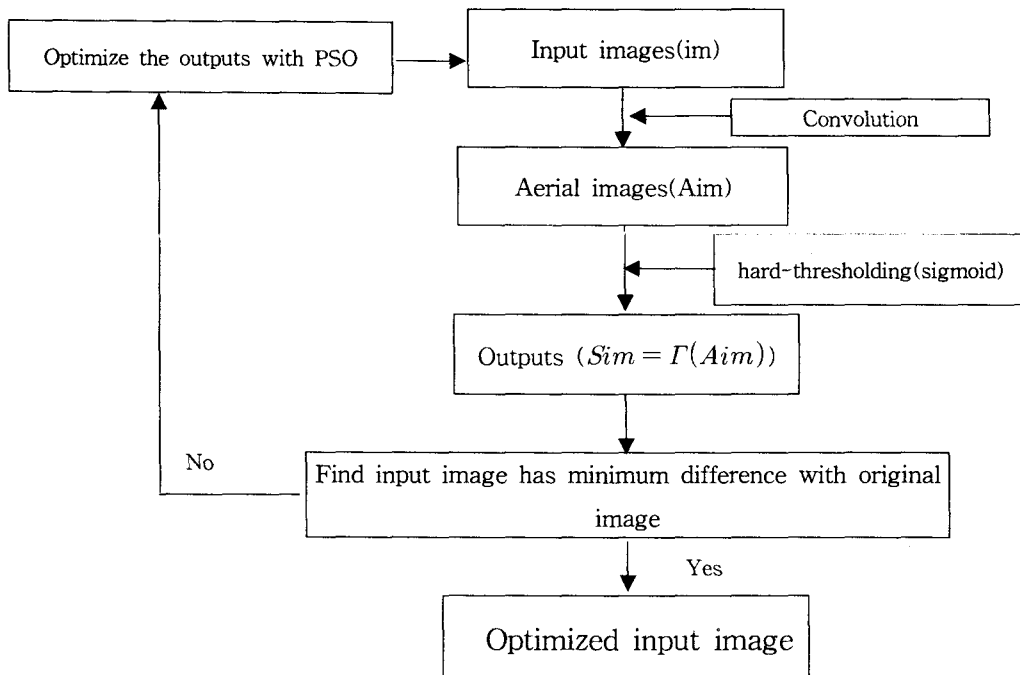 Optimize the outputs with PSO
Input images(im)
Convolution
Aerial images(Aim)
hard-thresholding(sigmoid)
Outputs (Sim = Γ(Aim))
No
Find input image has minimum difference with original
image
Yes
Optimized input image